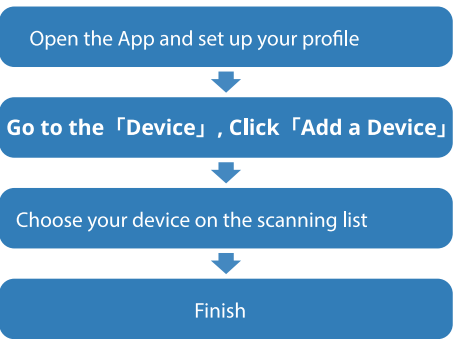 Open the App and set up your profile
Go to the「Device」, Click「Add a Device」
Choose your device on the scanning list
Finish